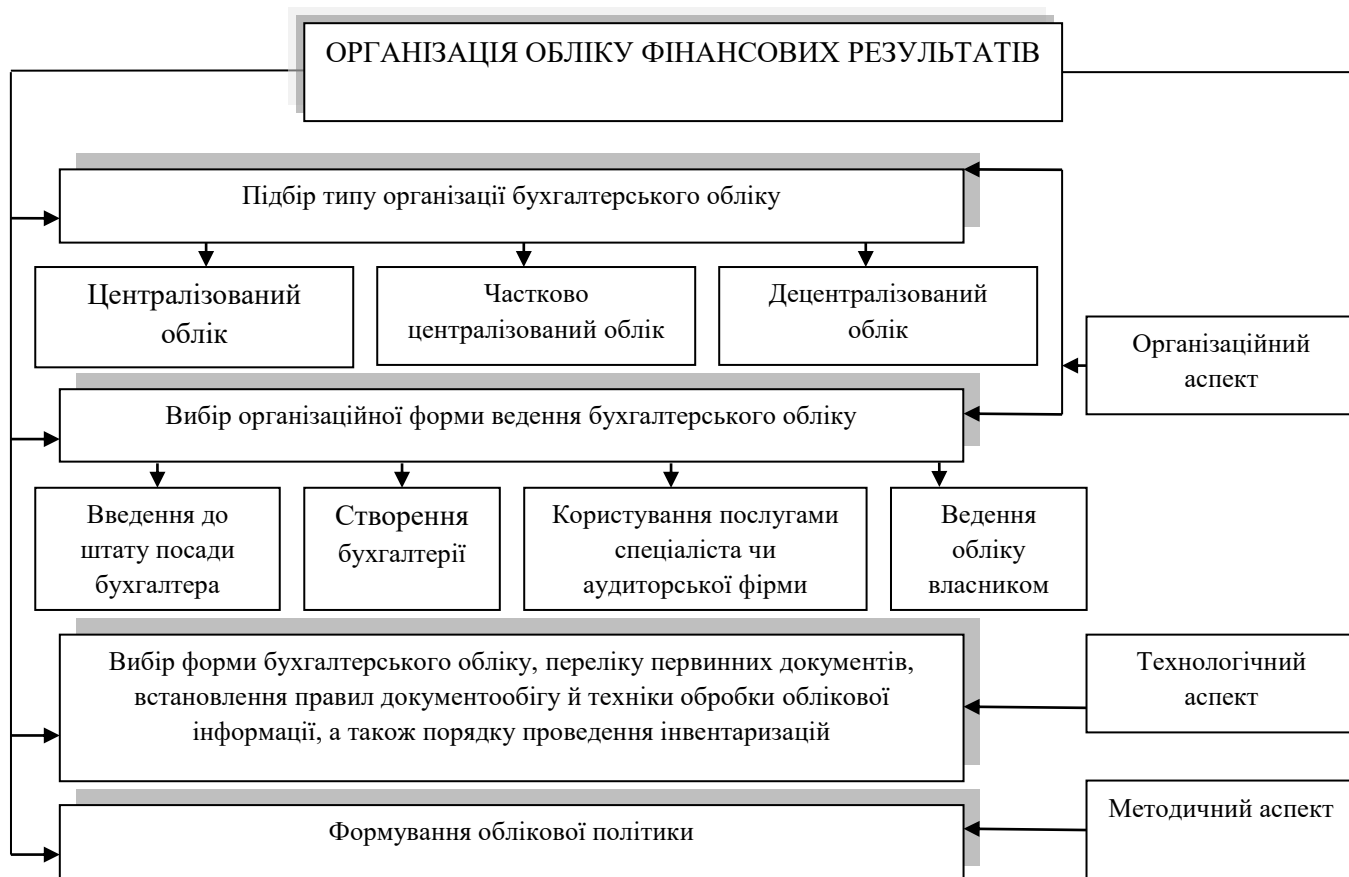 ОРГАНІЗАЦІЯ ОБЛІКУ ФІНАНСОВИХ РЕЗУЛЬТАТІВ
Підбір типу організації бухгалтерського обліку
Централізований
облік
Частково
централізований облік
Децентралізований
облік
Організаційний
аспект
Вибір організаційної форми ведення бухгалтерського обліку
Введення до
штату посади
бухгалтера
Створення
бухгалтерії
Користування послугами
спеціаліста чи
аудиторської фірми
Ведення
обліку
власником
Вибір форми бухгалтерського обліку, переліку первинних документів,
встановлення правил документообігу й техніки обробки облікової
інформації, а також порядку проведення інвентаризацій
Технологічний
аспект
Формування облікової політики
Методичний аспект